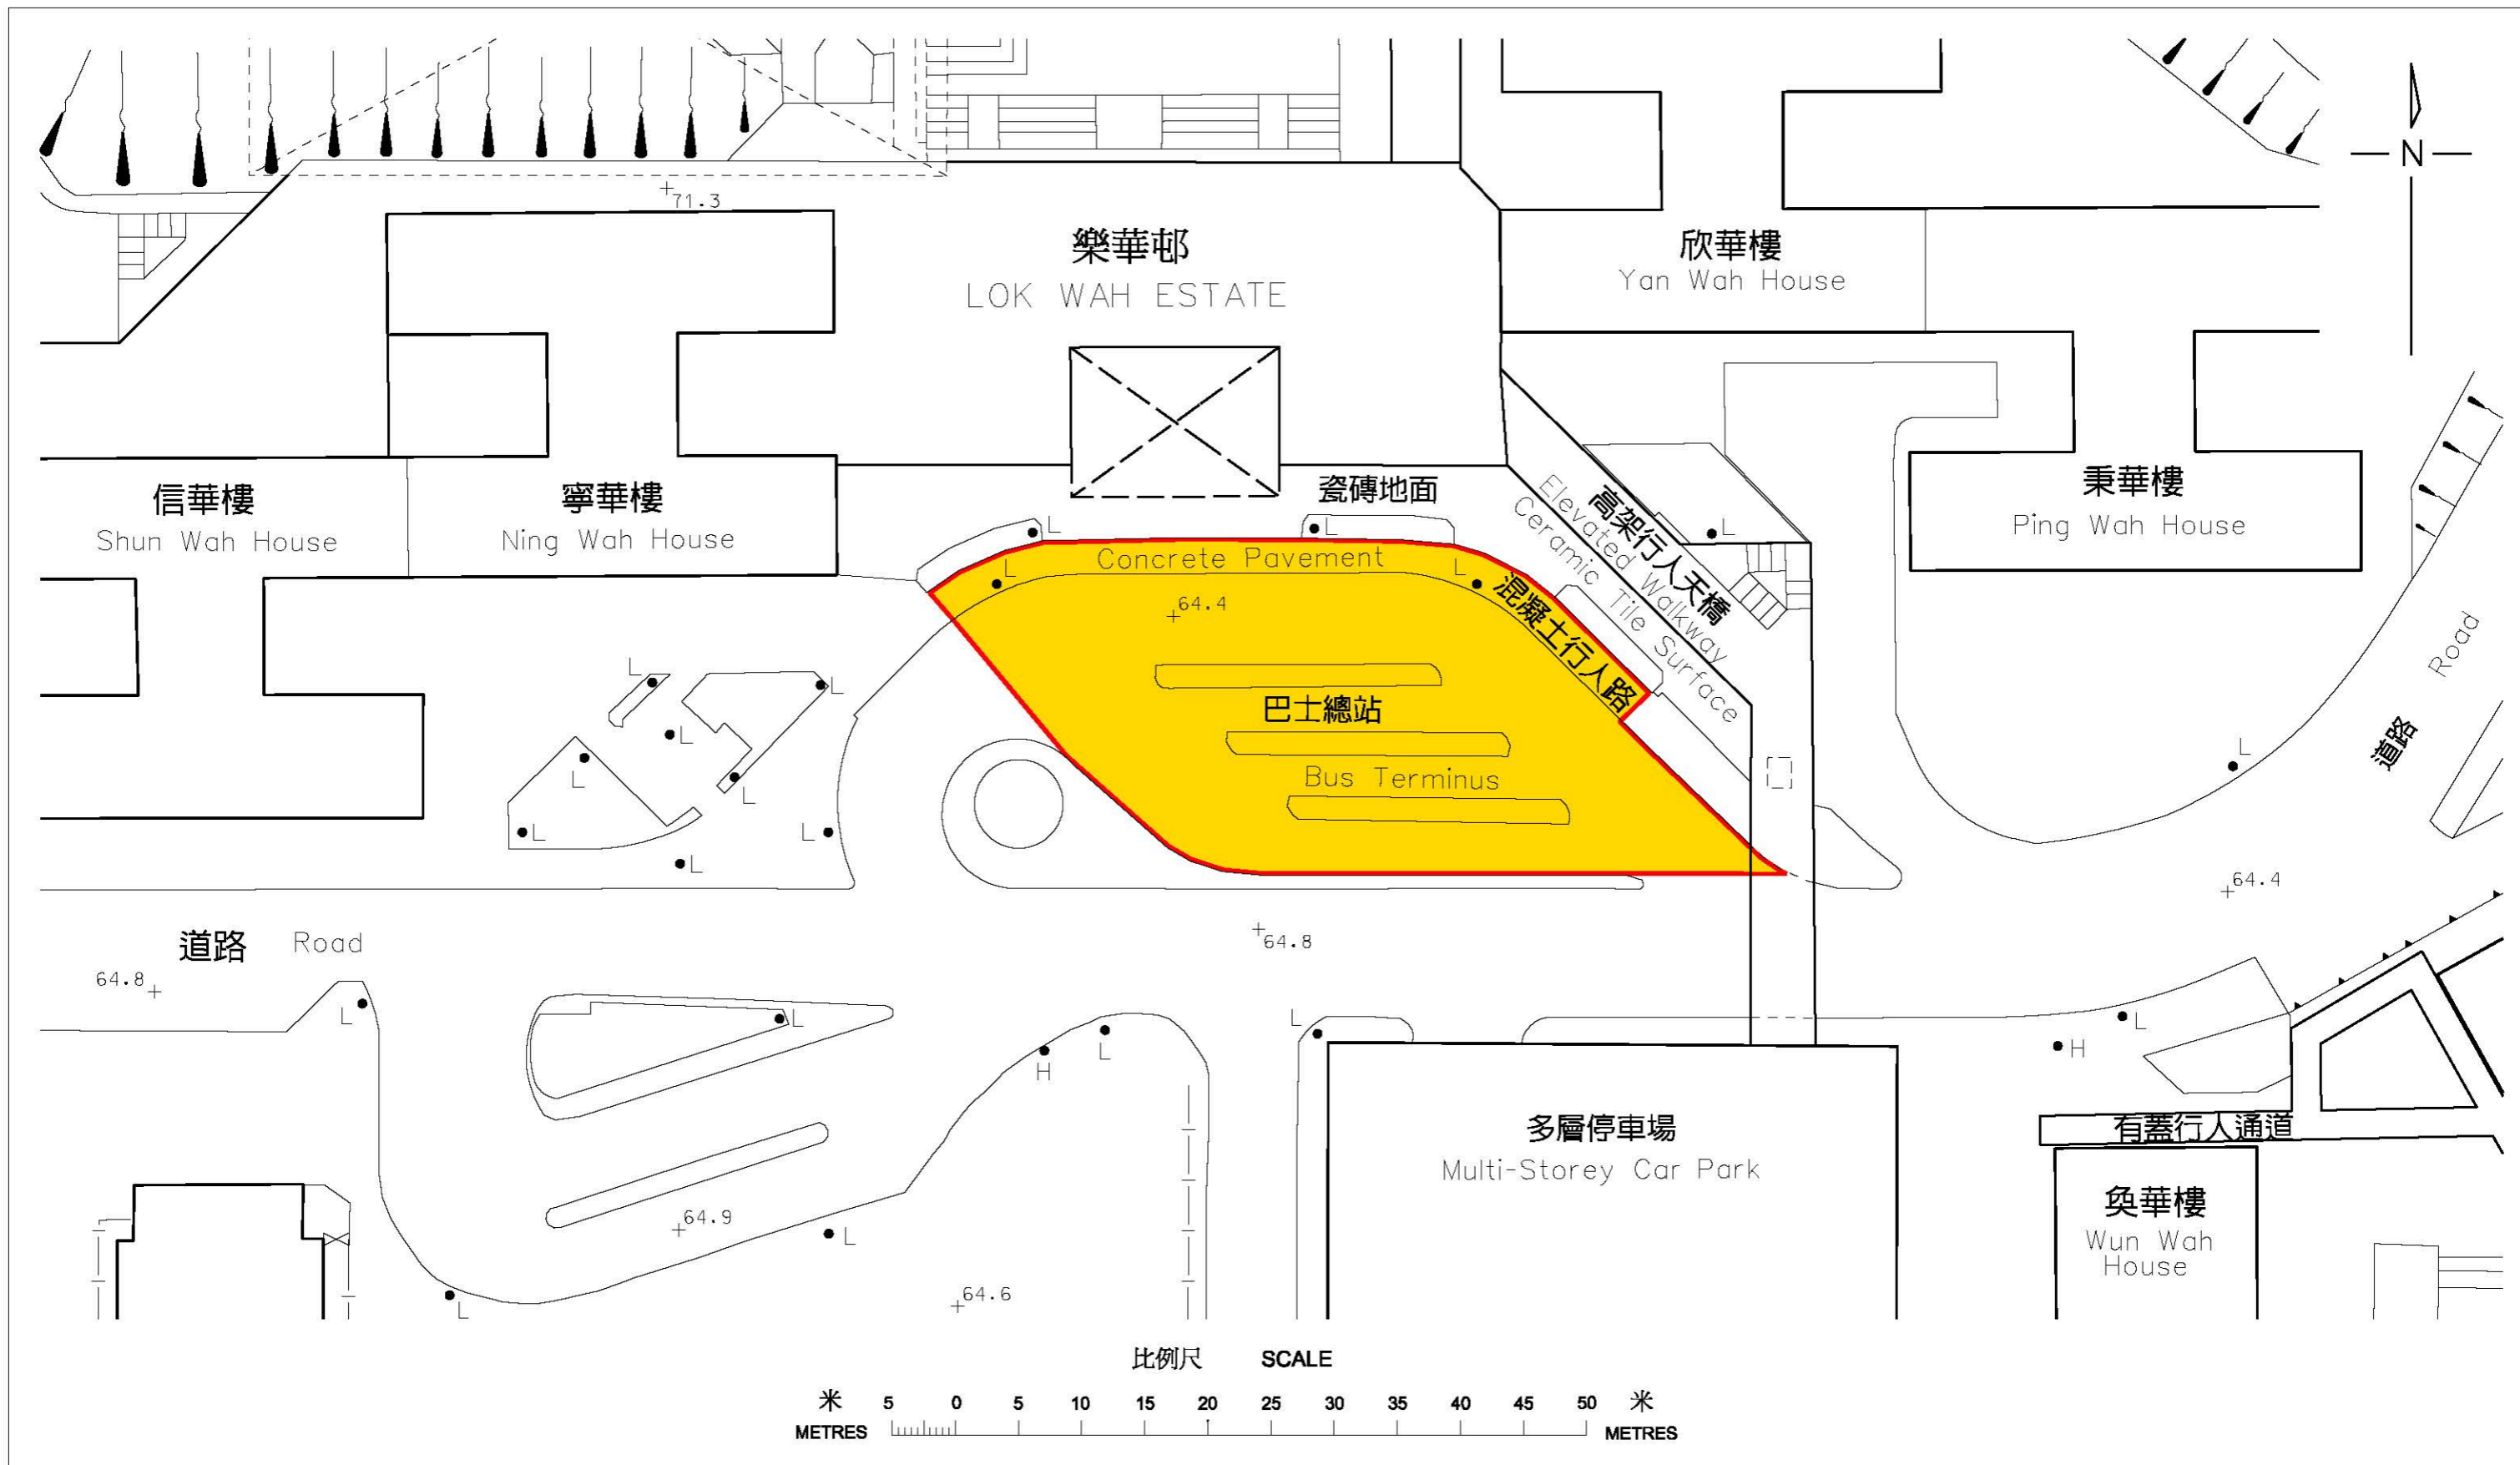 N
71.3
樂華邨
LOK WAH ESTATE
欣華樓
Yan Wah House
信華樓
Shun Wah House
寧華樓
Ning Wah House
瓷磚地面
高架行人天橋
Elevated Walkway
Ceramic Tile Surface
秉華樓
Ping Wah House
L
L
L
Concrete Pavement
L
L
混凝土行人路
64.4
巴士總站
Bus Terminus
道路
Road
L
L
L
L
L
L
L
L
L
64.4
道路 Road
64.8
64.8
L
L
L
H
L
L
H
多層停車場
Multi-Storey Car Park
有蓋行人通道
奐華樓
Wun Wah
House
64.9
L
64.6
L
比例尺 SCALE
米 5 0 5 10 15 20 25 30 35 40 45 50 米
METRES METRES